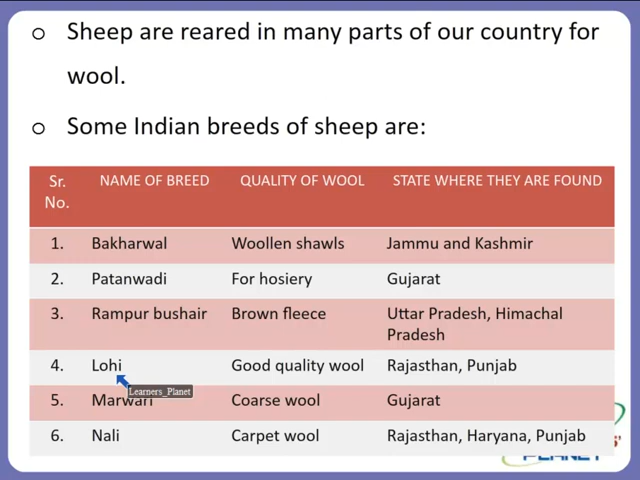 o Sheep are reared in many parts of our country for
wool.
o Some Indian breeds of sheep are:
Sr. No. NAME OF BREED QUALITY OF WOOL STATE WHERE THEY ARE FOUND
1. Bakharwal Woollen shawls Jammu and Kashmir
2. Patanwadi For hosiery Gujarat
3. Rampur bushair Brown fleece Uttar Pradesh, Himachal
Pradesh
4. Lohi Good quality wool Rajasthan, Punjab
Learners_Planet
5. Marwari Coarse wool Gujarat
6. Nali Carpet wool Rajasthan, Haryana, Punjab